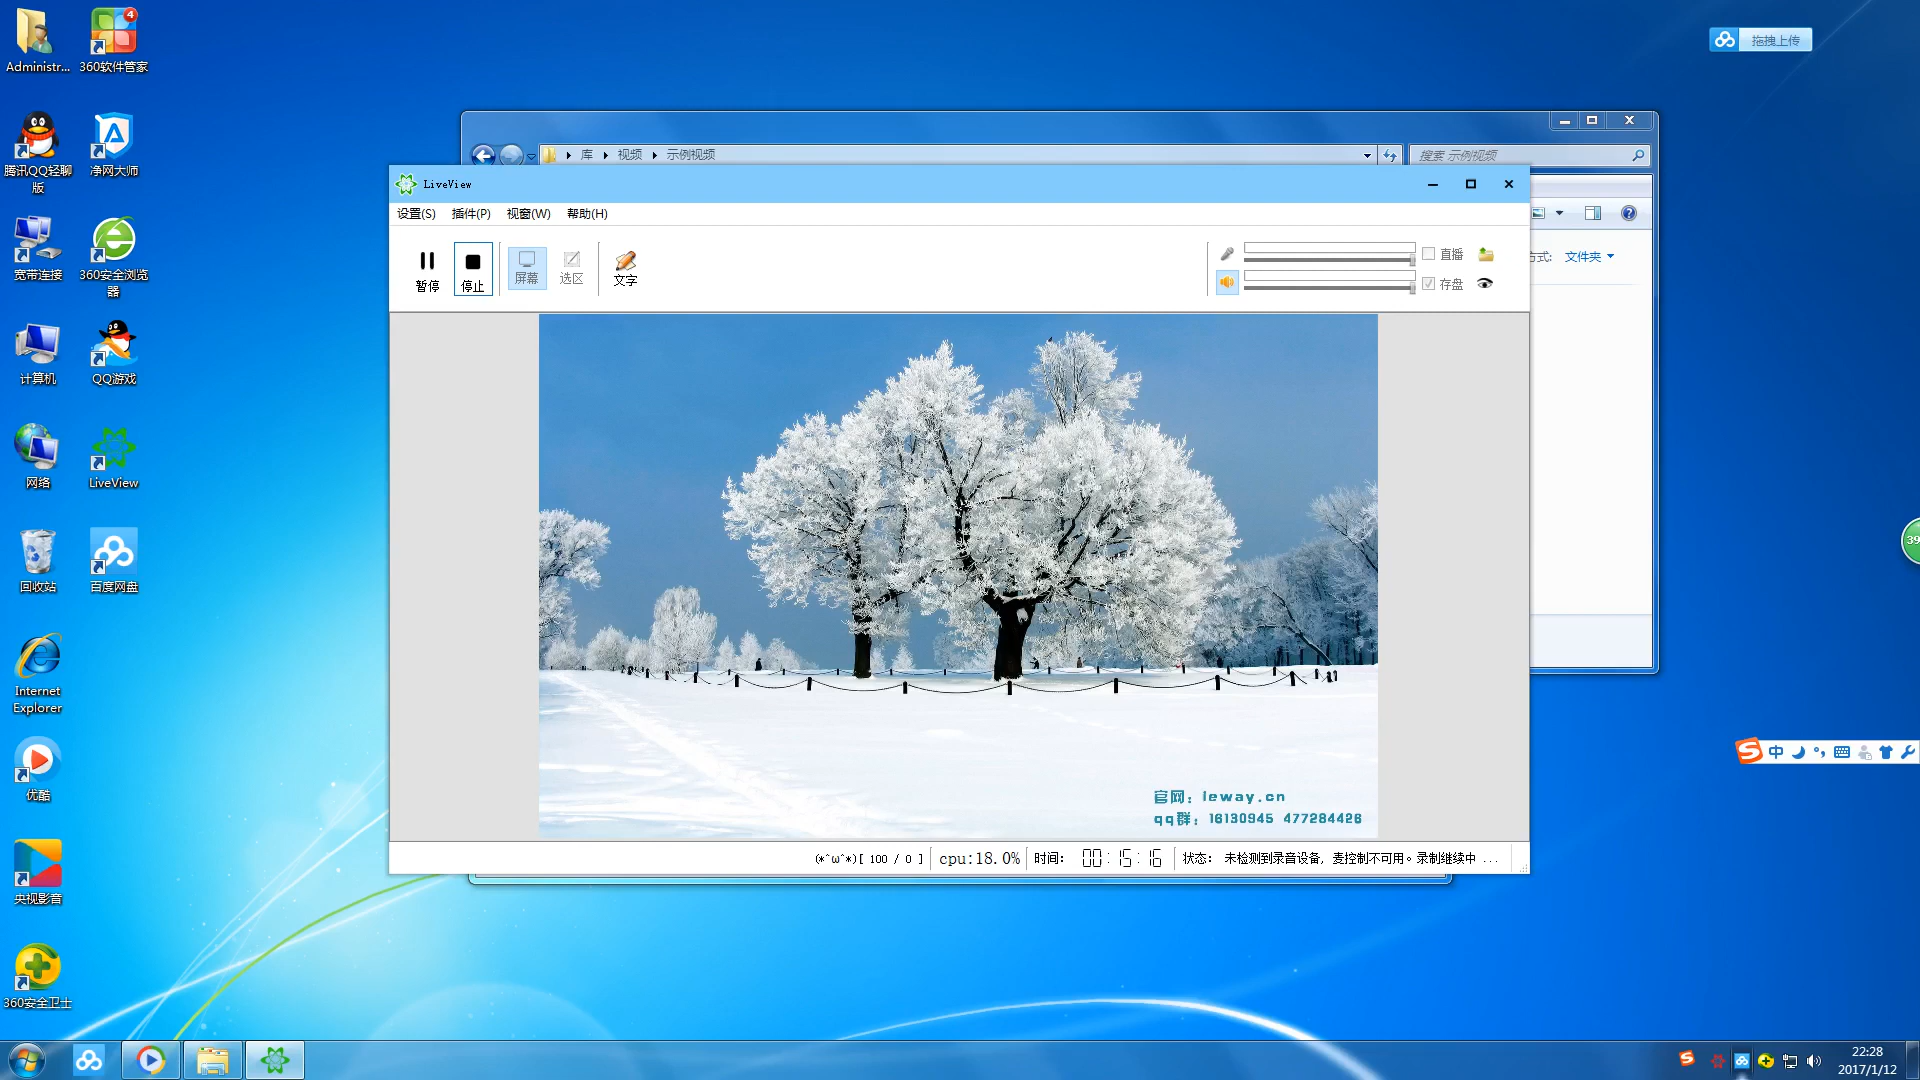 Administr...
360软件管家
4
腾讯QQ轻聊版
净网大师
宽带连接
360安全浏览器
计算机
QQ游戏
网络
LiveView
回收站
百度网盘
Internet Explorer
优酷
央视影音
360安全卫士
拖拽上传
库
视频
示例视频
搜索 示例视频
LiveView
设置(S)
插件(P)
视窗(W)
帮助(H)
暂停
停止
屏幕
选区
文字
直播
存盘
方式:
文件夹
官网: leway.cn
qq群: 16130945 477284426
(*^ω^*)[ 100 / 0 ]
cpu:18.0%
时间: 00:15:16
状态: 未检测到录音设备, 麦控制不可用。录制继续中 ...
39
中
22:28
2017/1/12